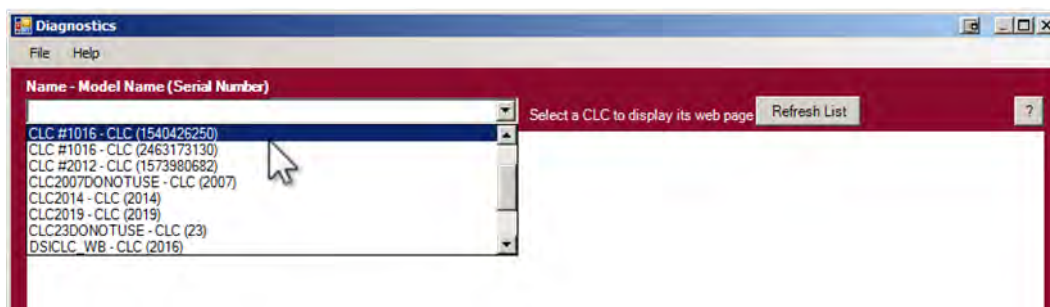 Diagnostics
File Help
Name - Model Name (Serial Number)
Select a CLC to display its web page Refresh List ?
CLC #1016 - CLC (1540426250)
CLC #1016 - CLC (2463173130)
CLC #2012 - CLC (1573980682)
CLC2007DONOTUSE - CLC (2007)
CLC2014 - CLC (2014)
CLC2019 - CLC (2019)
CLC23DONOTUSE - CLC (23)
DSICLC_WB - CLC (2016)